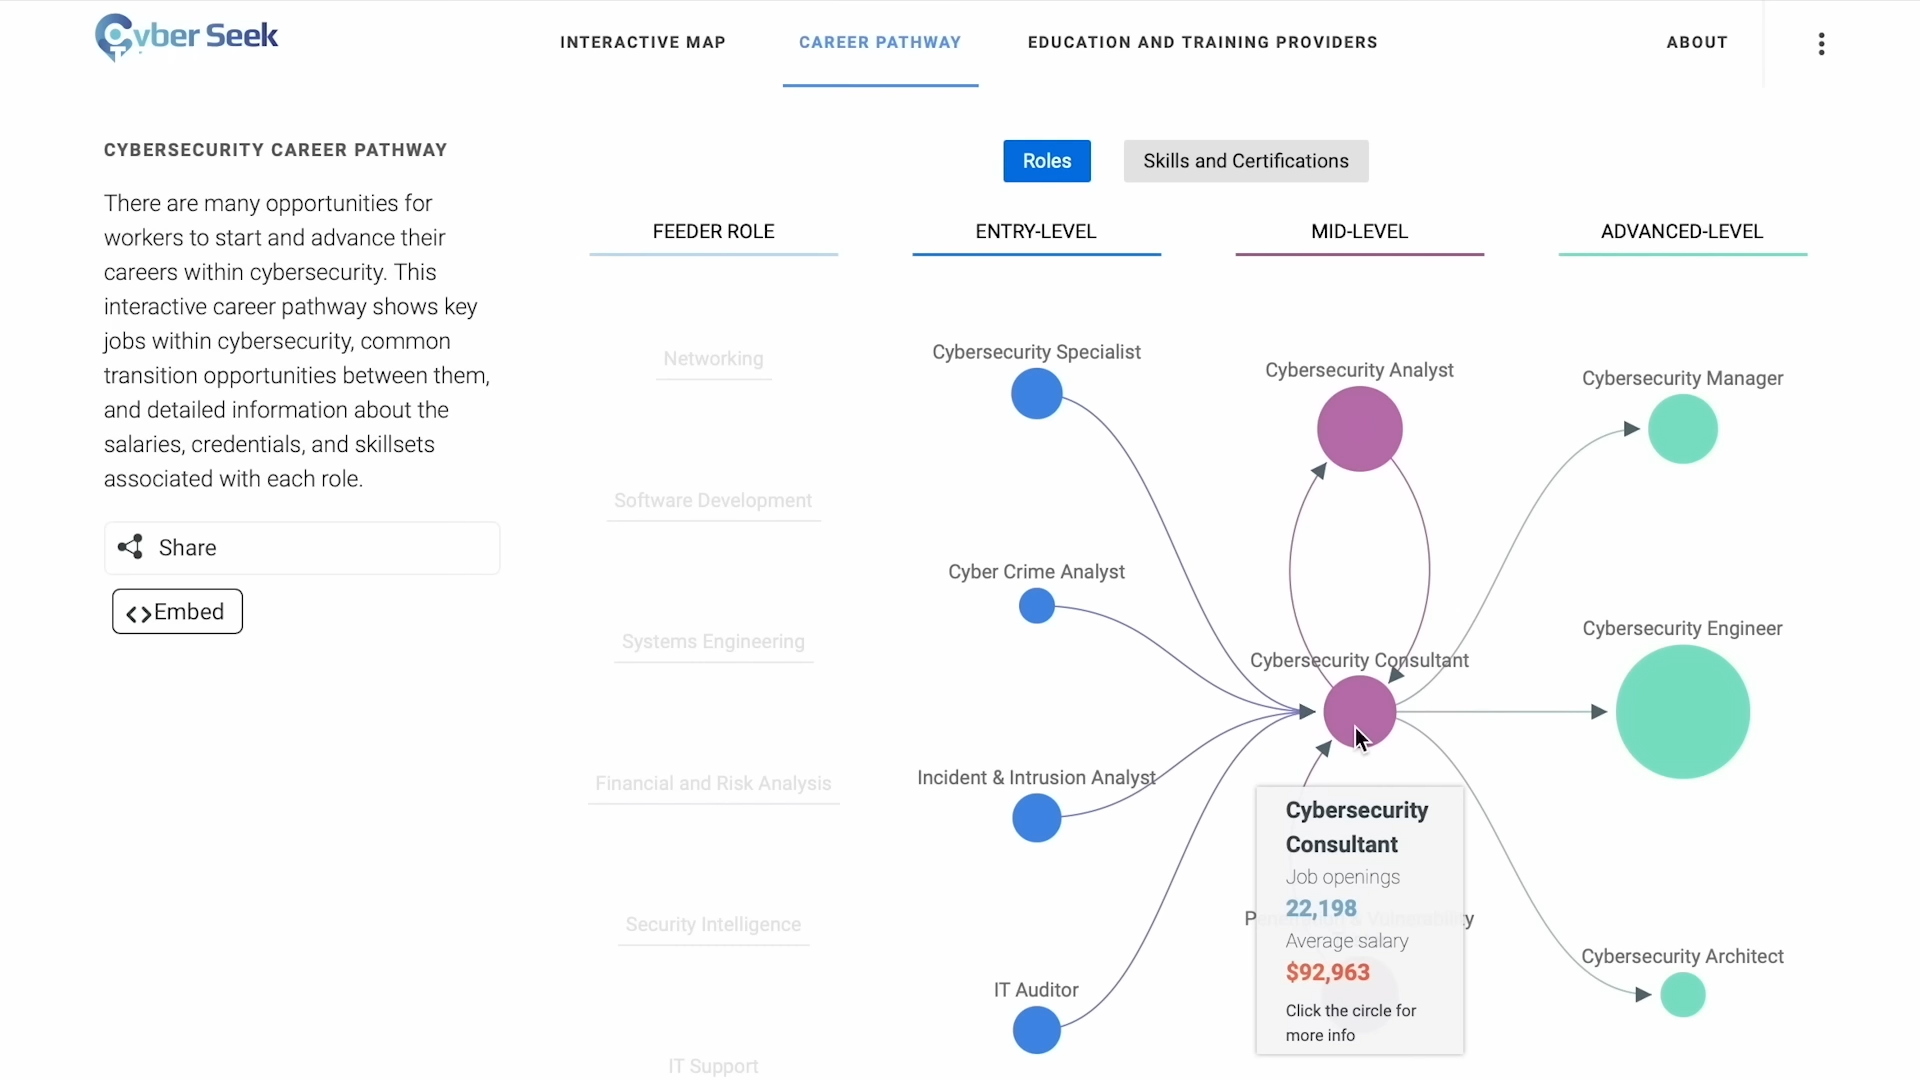 Cyber Seek
INTERACTIVE MAP
CAREER PATHWAY
EDUCATION AND TRAINING PROVIDERS
ABOUT
CYBERSECURITY CAREER PATHWAY
There are many opportunities for
workers to start and advance their
careers within cybersecurity. This
interactive career pathway shows key
jobs within cybersecurity, common
transition opportunities between them,
and detailed information about the
salaries, credentials, and skillsets
associated with each role.
Share
<>Embed
Roles
Skills and Certifications
FEEDER ROLE
ENTRY-LEVEL
MID-LEVEL
ADVANCED-LEVEL
Networking
Software Development
Systems Engineering
Financial and Risk Analysis
Security Intelligence
IT Support
Cybersecurity Specialist
Cyber Crime Analyst
Incident & Intrusion Analyst
IT Auditor
Cybersecurity Analyst
Cybersecurity Consultant
Cybersecurity
Consultant
Job openings
22,198
Average salary
$92,963
Click the circle for
more info
Cybersecurity Manager
Cybersecurity Engineer
Cybersecurity Architect